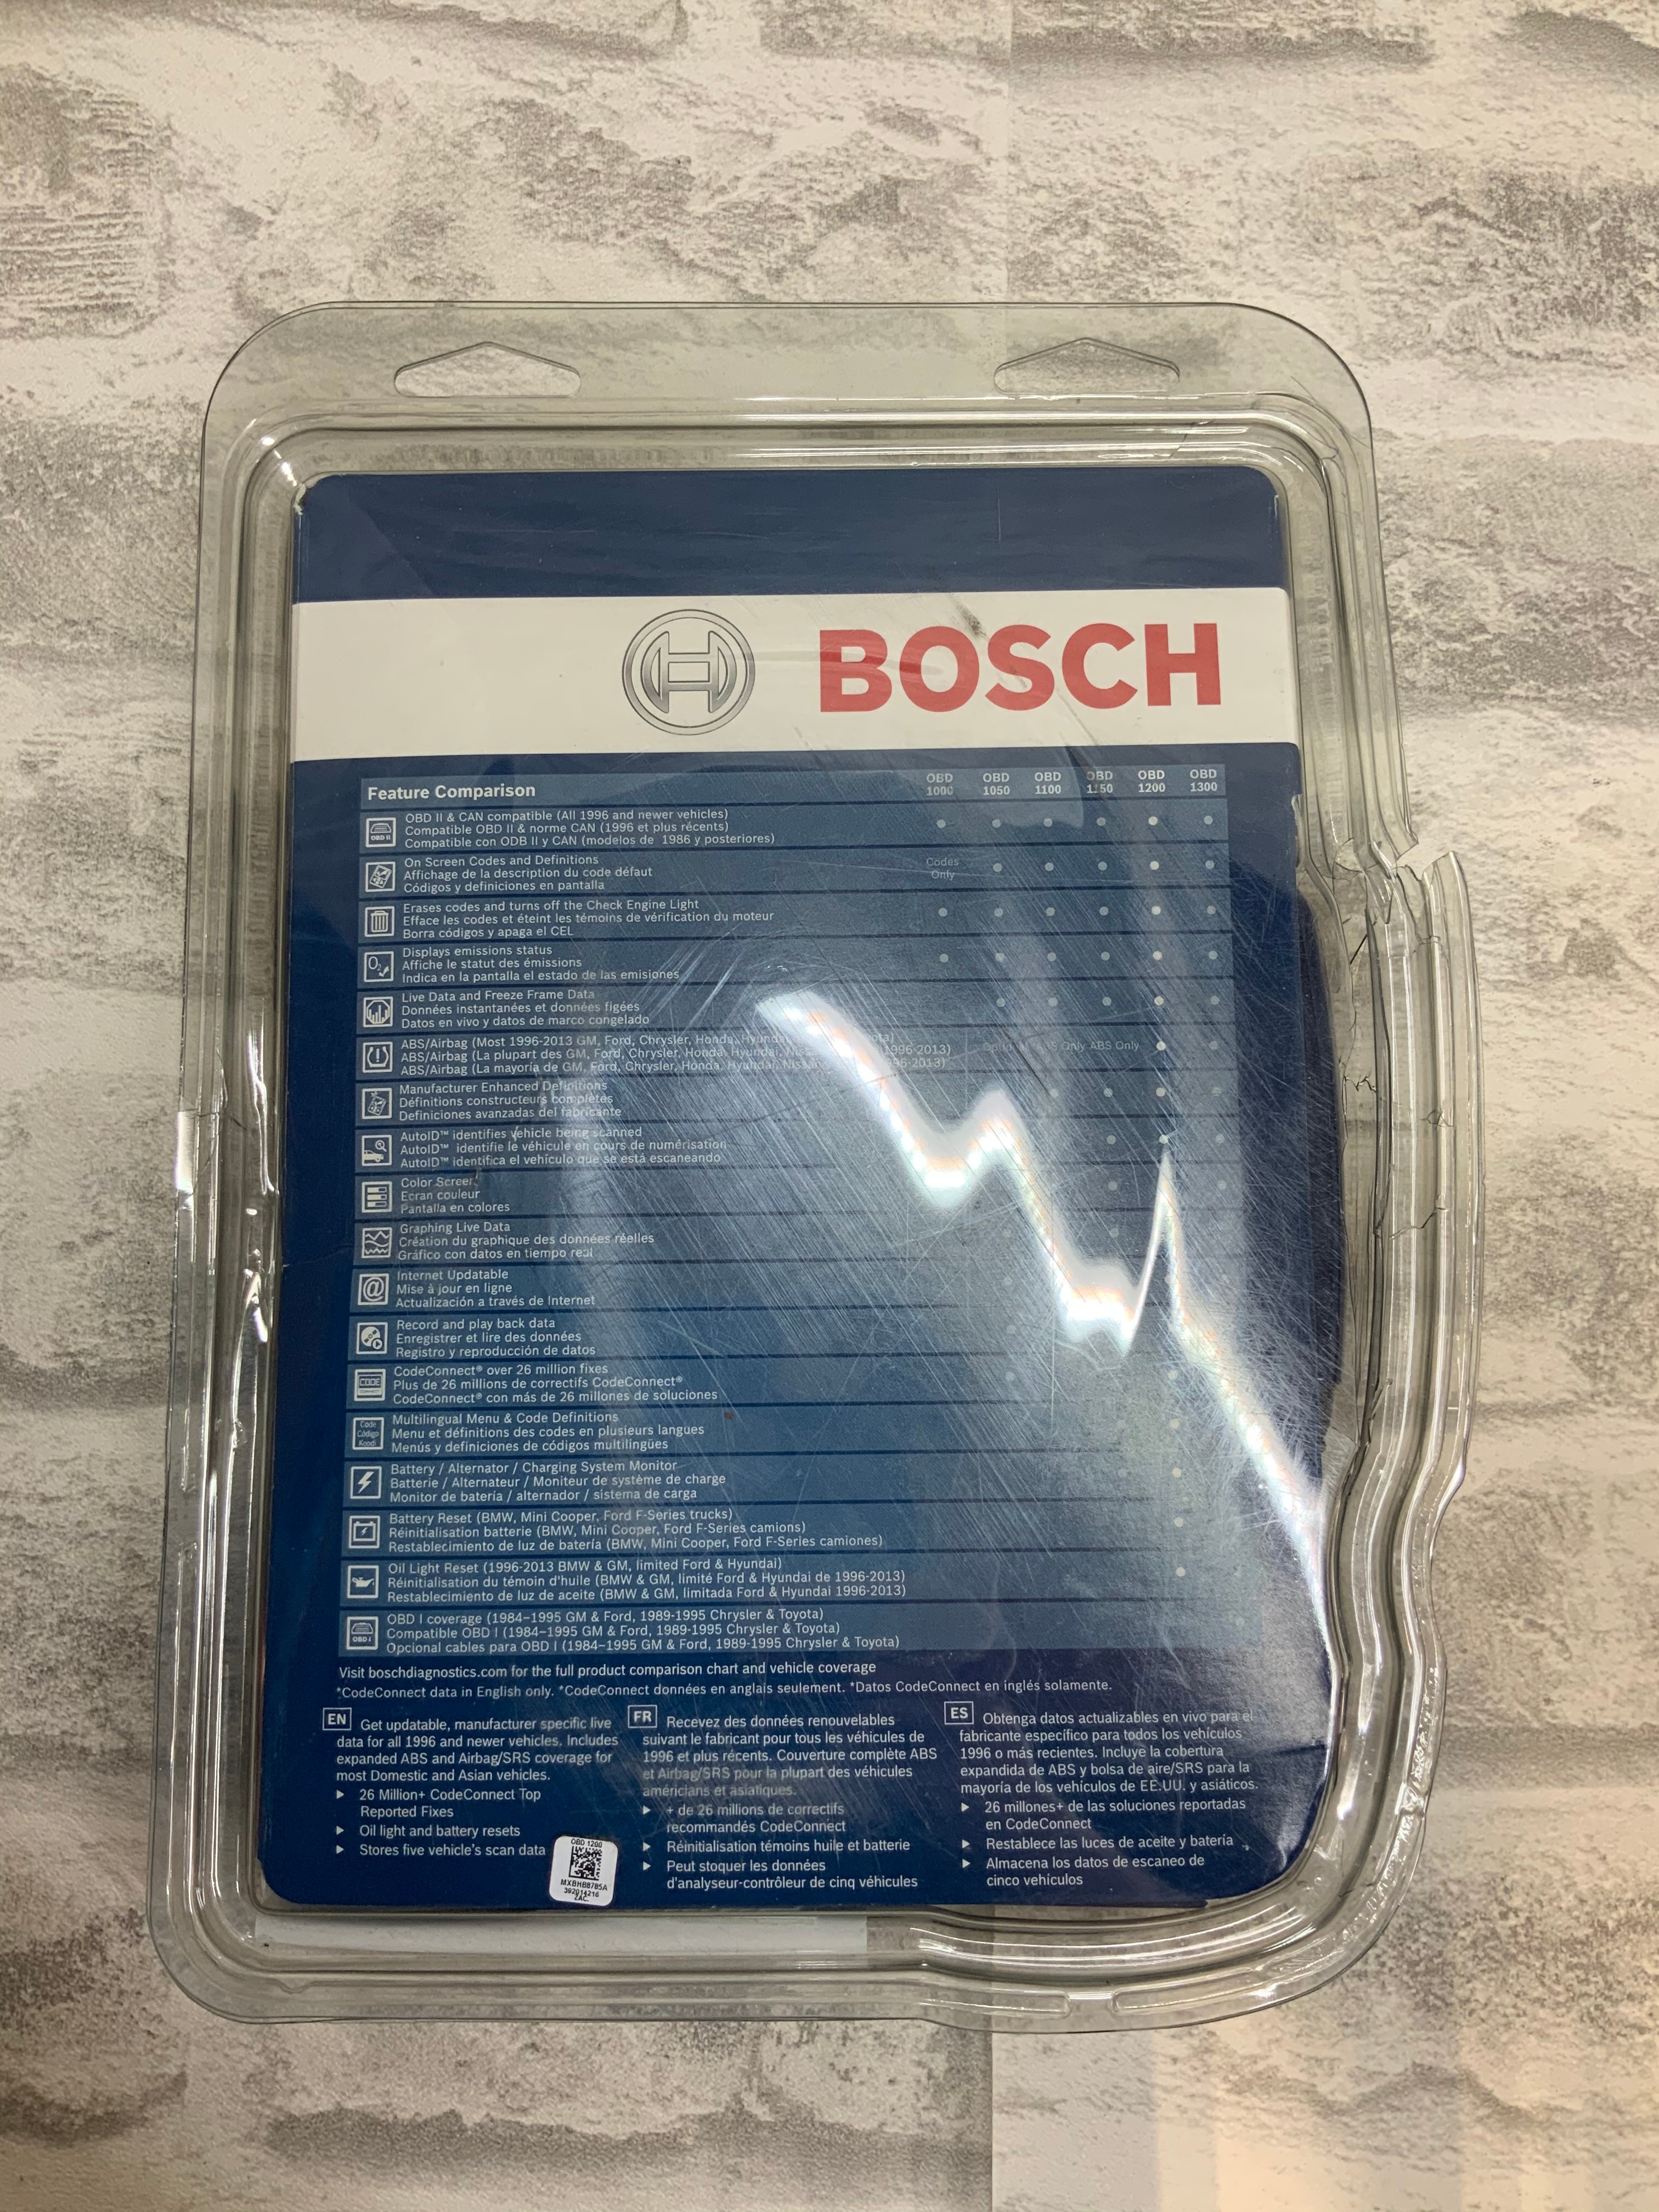 BOSCH
Feature Comparison
OBD 1000
OBD 1050
OBD 1100
OBD 1150
OBD 1200
OBD 1300
OBD II
OBD II & CAN compatible (All 1996 and newer vehicles)
Compatible OBD II & norme CAN (1996 et plus récents)
Compatible con ODB II y CAN (modelos de 1986 y posteriores)
On Screen Codes and Definitions
Affichage de la description du code défaut
Códigos y definiciones en pantalla
Codes
Only
Erases codes and turns off the Check Engine Light
Efface les codes et éteint les témoins de vérification du moteur
Borra códigos y apaga el CEL
Displays emissions status
Affiche le statut des émissions
Indica en la pantalla el estado de las emisiones
Live Data and Freeze Frame Data
Données instantanées et données figées
Datos en vivo y datos de marco congelado
ABS/Airbag (Most 1996-2013 GM, Ford, Chrysler, Honda, Hyundai
ABS/Airbag (La plupart des GM, Ford, Chrysler, Honda, Hyundai, 1996-2013)
ABS/Airbag (La mayoría de GM, Ford, Chrysler, Honda, Hyundai,
Only ABS Only
Manufacturer Enhanced Definitions
Définitions constructeurs complètes
Definiciones avanzadas del fabricante
AutoID™ identifies vehicle being scanned
AutoID™ identifie le véhicule en cours de numérisation
AutoID™ identifica el vehículo que se está escaneando
Color Screen
Ecran couleur
Pantalla en colores
Graphing Live Data
Création du graphique des données réelles
Gráfico con datos en tiempo real
@
Internet Updatable
Mise à jour en ligne
Actualización a través de Internet
Record and play back data
Enregistrer et lire des données
Registro y reproducción de datos
CODE
CodeConnect® over 26 million fixes
Plus de 26 millions de correctifs CodeConnect®
CodeConnect® con más de 26 millones de soluciones
Code
Código
Kood
Multilingual Menu & Code Definitions
Menu et définitions des codes en plusieurs langues
Menús y definiciones de códigos multilingües
Battery / Alternator / Charging System Monitor
Batterie / Alternateur / Moniteur de système de charge
Monitor de batería / alternador / sistema de carga
Battery Reset (BMW, Mini Cooper, Ford F-Series trucks)
Réinitialisation batterie (BMW, Mini Cooper, Ford F-Series camions)
Restablecimiento de luz de batería (BMW, Mini Cooper, Ford F-Series camiones)
Oil Light Reset (1996-2013 BMW & GM, limited Ford & Hyundai)
Réinitialisation du témoin d'huile (BMW & GM, limité Ford & Hyundai de 1996-2013)
Restablecimiento de luz de aceite (BMW & GM, limitada Ford & Hyundai 1996-2013)
OBD I
OBD I coverage (1984–1995 GM & Ford, 1989-1995 Chrysler & Toyota)
Compatible OBD I (1984–1995 GM & Ford, 1989-1995 Chrysler & Toyota)
Opcional cables para OBD I (1984–1995 GM & Ford, 1989-1995 Chrysler & Toyota)
Visit boschdiagnostics.com for the full product comparison chart and vehicle coverage
*CodeConnect data in English only. *CodeConnect données en anglais seulement. *Datos CodeConnect en inglés solamente.
EN Get updatable, manufacturer specific live
data for all 1996 and newer vehicles. Includes
expanded ABS and Airbag/SRS coverage for
most Domestic and Asian vehicles.
26 Million+ CodeConnect Top
Reported Fixes
Oil light and battery resets
Stores five vehicle's scan data
OBD 1200
MXBHB8785A
392014216
ZAC.
FR Recevez des données renouvelables
suivant le fabricant pour tous les véhicules de
1996 et plus récents. Couverture complète ABS
et Airbag/SRS pour la plupart des véhicules
américains et asiatiques.
+ de 26 millions de correctifs
recommandés CodeConnect
Réinitialisation témoins huile et batterie
Peut stoquer les données
d'analyseur-contrôleur de cinq véhicules
ES Obtenga datos actualizables en vivo para el
fabricante específico para todos los vehículos
1996 o más recientes. Incluye la cobertura
expandida de ABS y bolsa de aire/SRS para la
mayoría de los vehículos de EE.UU. y asiáticos.
26 millones+ de las soluciones reportadas
en CodeConnect
Restablece las luces de aceite y batería
Almacena los datos de escaneo de
cinco vehículos